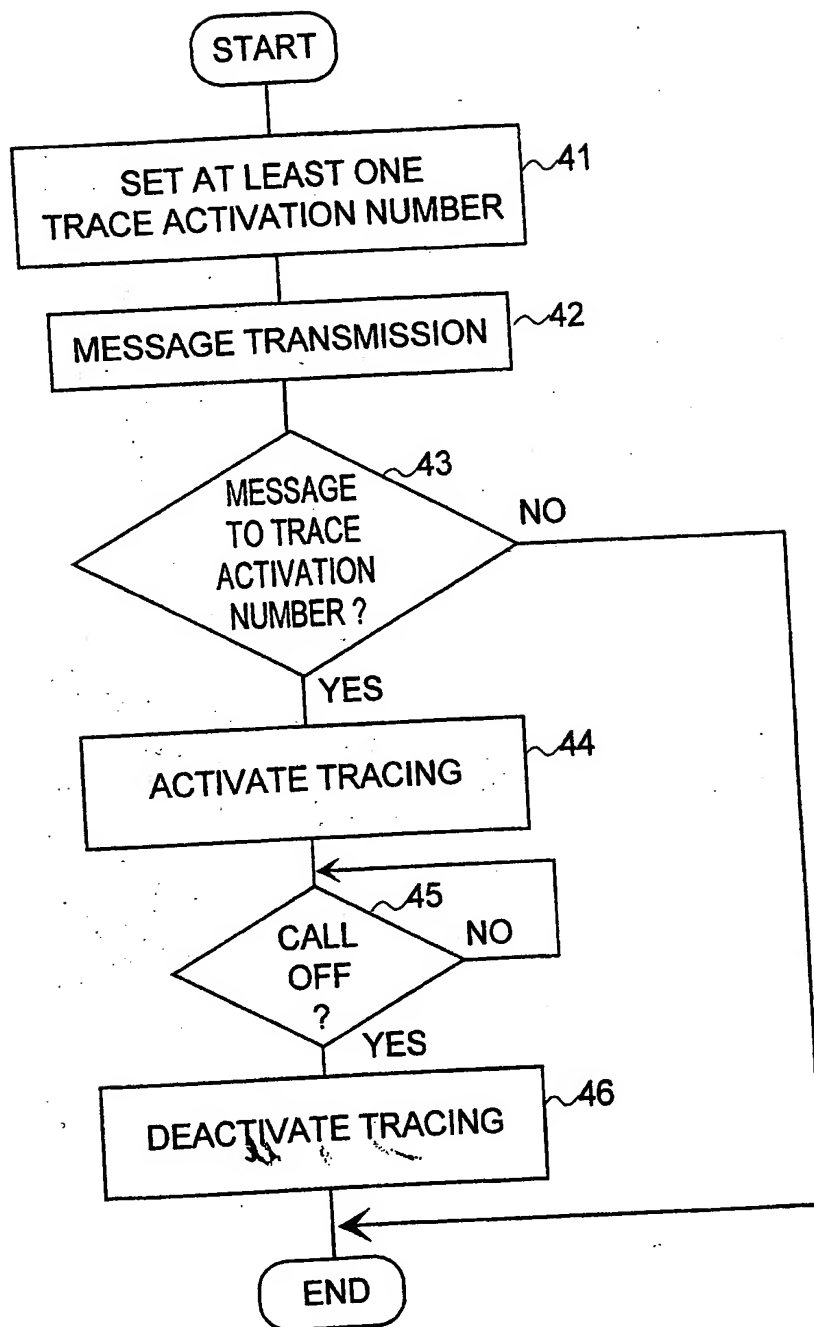 START
SET AT LEAST ONE
TRACE ACTIVATION NUMBER
41
MESSAGE TRANSMISSION
42
MESSAGE
TO TRACE
ACTIVATION
NUMBER ?
43
NO
YES
ACTIVATE TRACING
44
CALL
OFF
?
45
NO
YES
DEACTIVATE TRACING
46
END